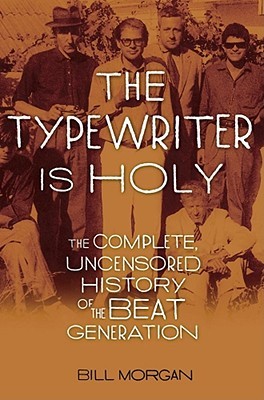 THE
TYPEWRITER
IS HOLY
THE COMPLETE,
UNCENSORED
HISTORY
OF THE BEAT
GENERATION
BILL MORGAN